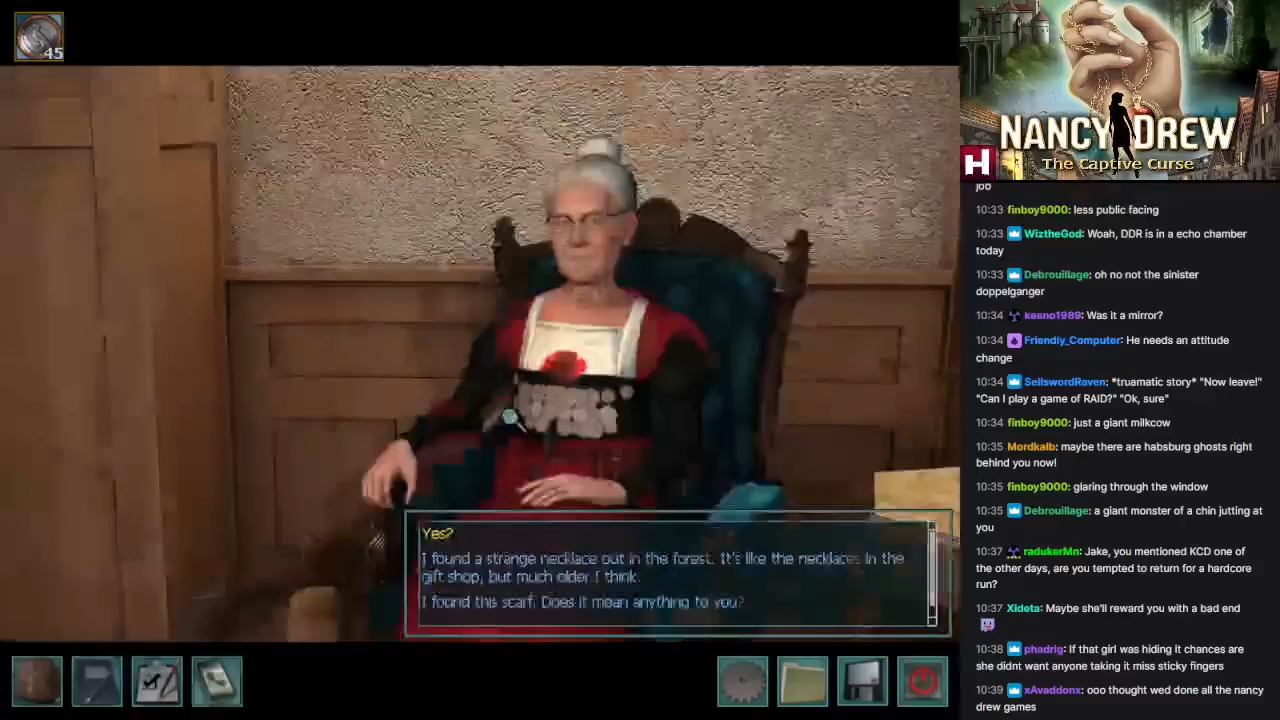 45
Yes?
I found a strange necklace out in the forest. It's like the necklaces in the
gift shop, but much older I think.
I found this scarf. Does it mean anything to you?
NANCY DREW
The Captive Curse
H
job
10:33 finboy9000: less public facing
10:33 WiztheGod: Woah, DDR is in a echo chamber
today
10:34 Debrouillage: oh no not the sinister
doppelganger
10:34 keeno1989: Was it a mirror?
10:34 Friendly_Computer: He needs an attitude
change
10:34 SellswordRaven: *truamatic story* "Now leave!"
"Can I play a game of RAID?" "Ok, sure"
10:34 finboy9000: just a giant milkcow
10:35 Mordkalb: maybe there are habsburg ghosts right
behind you now!
10:35 finboy9000: glaring through the window
10:35 Debrouillage: a giant monster of a chin jutting at
you
10:37 radukerMn: Jake, you mentioned KCD one of
the other days, are you tempted to return for a hardcore
run?
10:37 Xideta: Maybe she'll reward you with a bad end
10:38 phadrig: If that girl was hiding it chances are
she didnt want anyone taking it miss sticky fingers
10:39 xAvaddonx: ooo thought wed done all the nancy
drew games